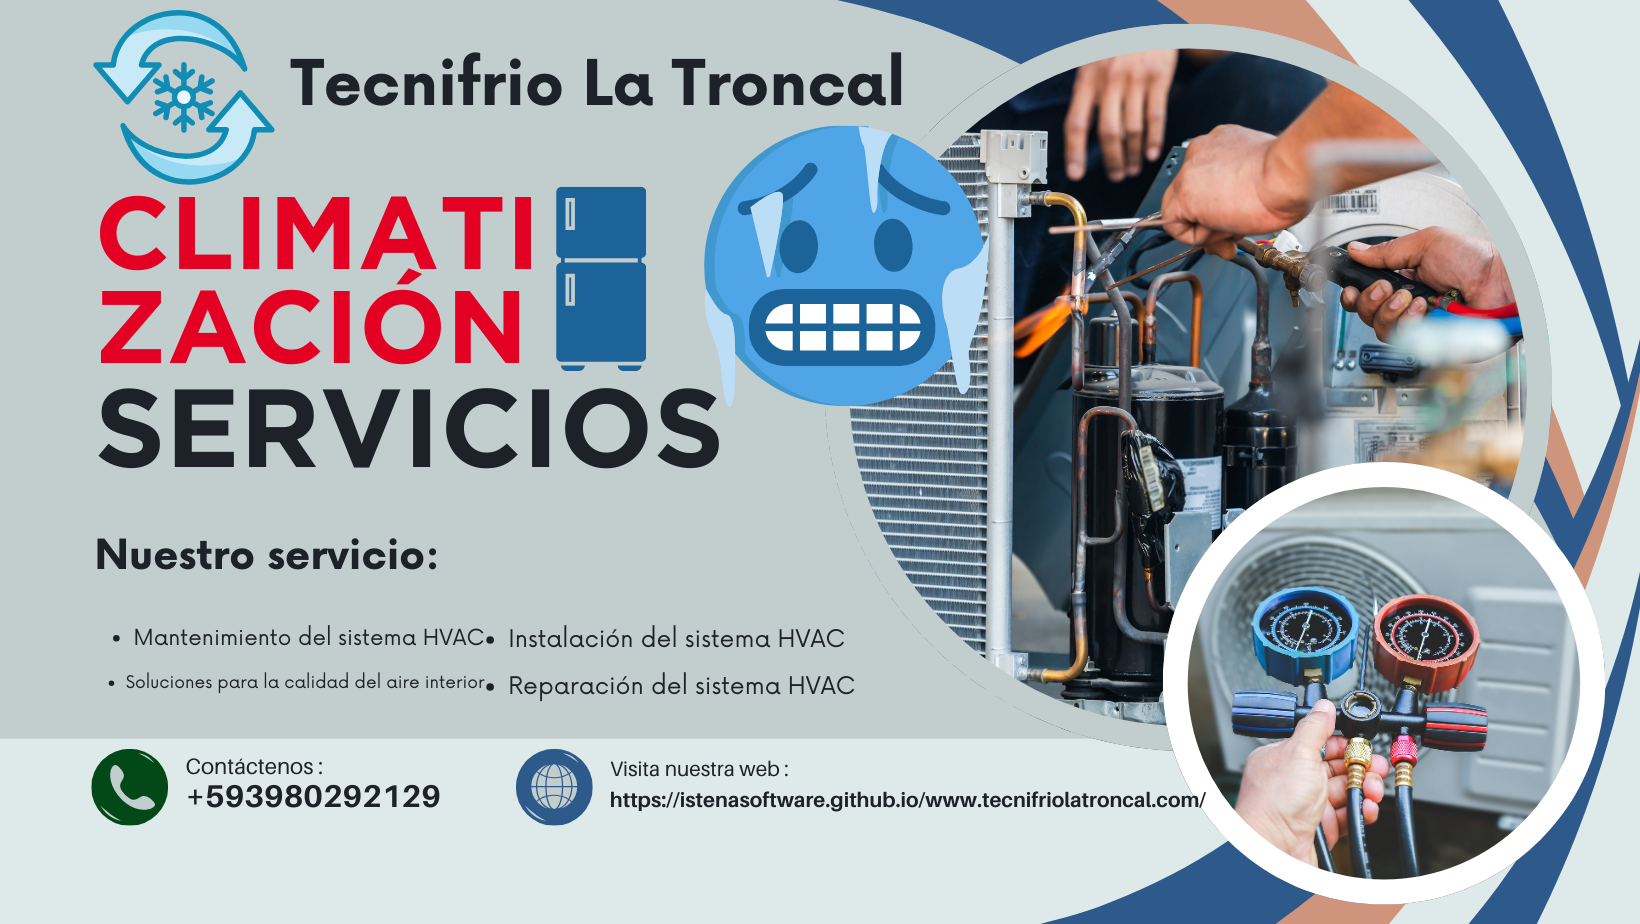 Tecnifrio La Troncal
CLIMATI
ZACIÓN
SERVICIOS
Nuestro servicio:
• Mantenimiento del sistema HVAC
• Soluciones para la calidad del aire interior
• Instalación del sistema HVAC
• Reparación del sistema HVAC
Contáctenos :
+593980292129
Visita nuestra web :
https://istenasoftware.github.io/www.tecnifriolatroncal.com/